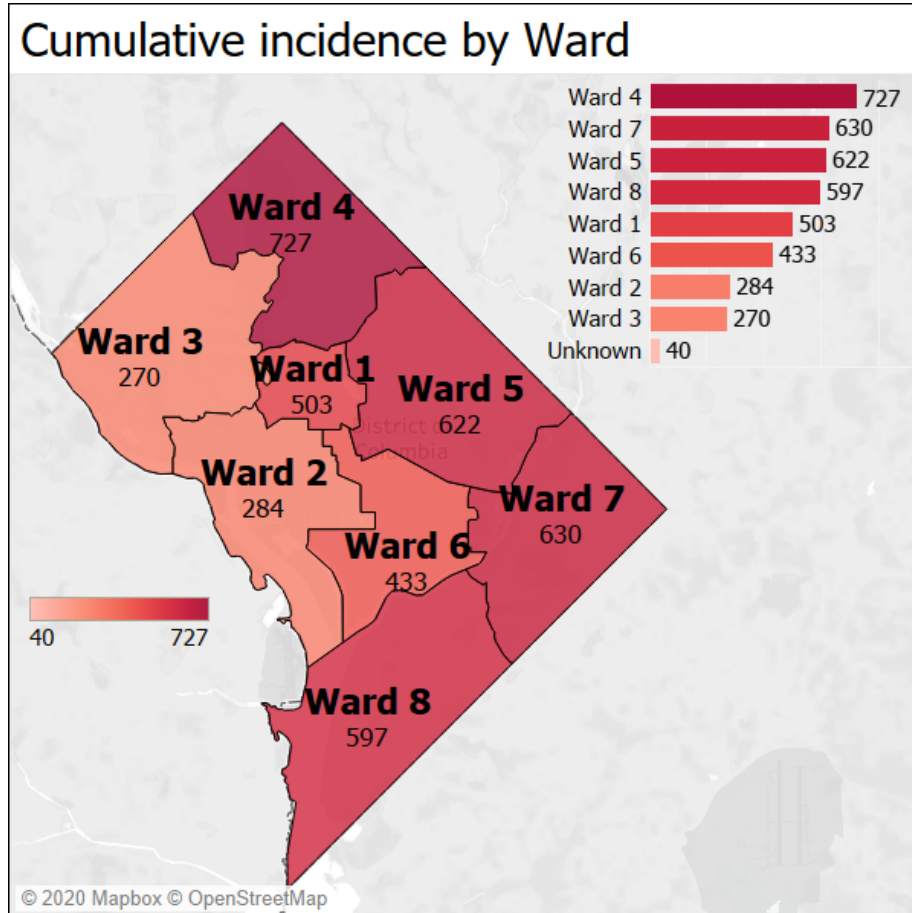 Cumulative incidence by Ward
Ward 4 727
Ward 7 630
Ward 5 622
Ward 8 597
Ward 1 503
Ward 6 433
Ward 2 284
Ward 3 270
Unknown 40
Ward 4
727
Ward 3
270
Ward 1
503
Ward 5
622
District of
Columbia
Ward 2
284
Ward 7
630
Ward 6
433
40 727
Ward 8
597
© 2020 Mapbox © OpenStreetMap